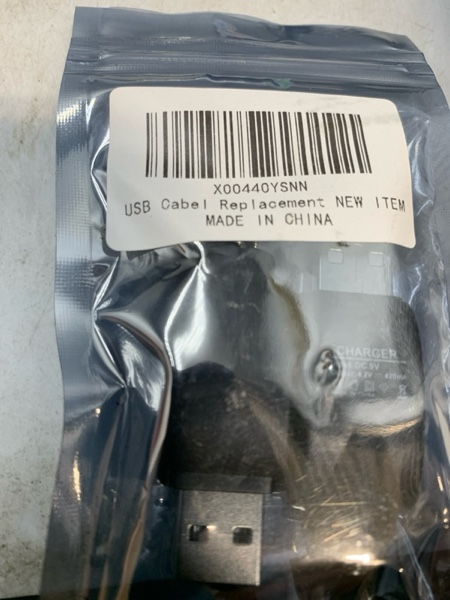 X00440YSNN
USB Cabel Replacement NEW ITEM
MADE IN CHINA
CHARGER